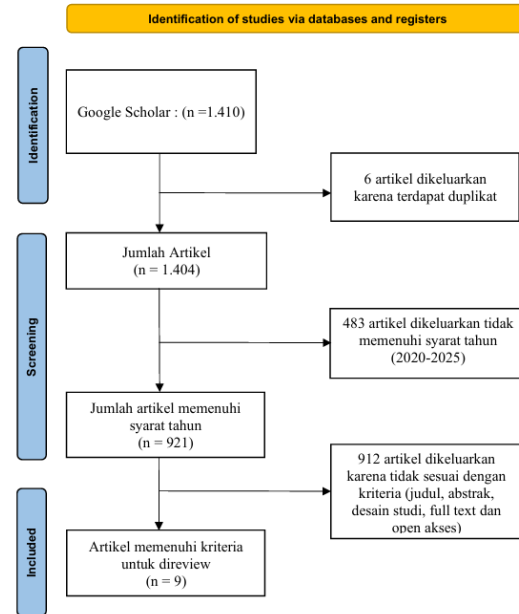 Identification of studies via databases and registers
Identification
Google Scholar : (n =1.410)
6 artikel dikeluarkan
karena terdapat duplikat
Screening
Jumlah Artikel
(n = 1.404)
483 artikel dikeluarkan tidak
memenuhi syarat tahun
(2020-2025)
Jumlah artikel memenuhi
syarat tahun
(n = 921)
912 artikel dikeluarkan
karena tidak sesuai dengan
kriteria (judul, abstrak,
desain studi, full text dan
open akses)
Included
Artikel memenuhi kriteria
untuk direview
(n = 9)